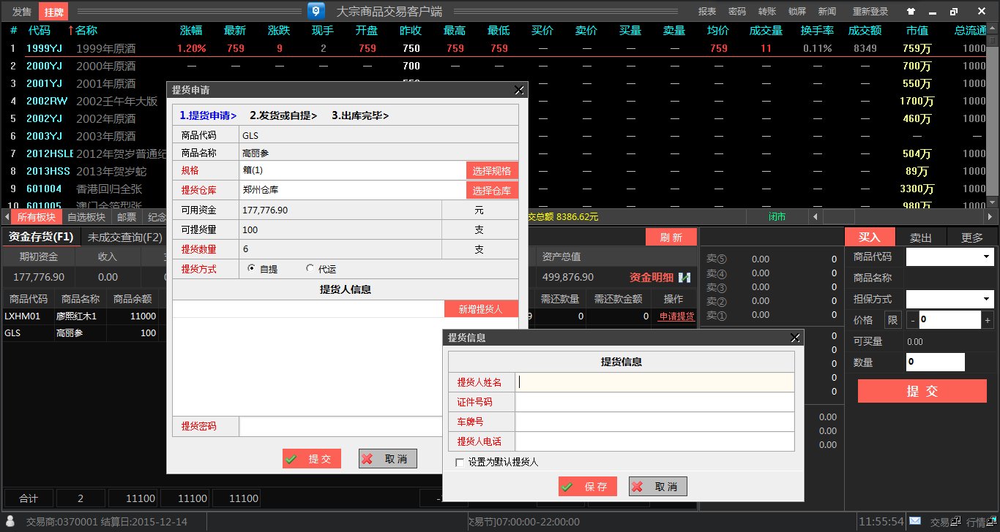 发售 挂牌 大宗商品交易客户端 报表 密码 转账 锁屏 新闻 重新登录
# 代码 ↑名称 涨幅 最新 涨跌 现手 开盘 昨收 最高 最低 买价 卖价 买量 卖量 均价 成交量 换手率 成交额 市值 总流通
1 1999YJ 1999年原酒 1.20% 759 9 2 759 750 759 759 — — — — 759 11 0.11% 8349 759万 1000
2 2000YJ 2000年原酒 — — — — — 700 — — — — — — — — — — 700万 1000
3 2001YJ 2001年原酒 — — — — — — — — — — 550万 1000
4 2002RW 2002壬午年大版 — — — — — — — — 1700万 1000
5 2002YJ 2002年原酒 — — — — — — — — 460万 1000
6 2003YJ 2003年原酒 — — — — — — — — — —
7 2012HSLE 2012年贺岁普通纪 — — — — — — — — 504万 1000
8 2013HSS 2013年贺岁蛇 — — — — — — — — 89万 1000
9 601004 香港回归全张 — — — — — — — — 3300万 1000
10 601005 澳门金箔型张 980万 1000
所有板块 自选板块 邮票 纪念 交总额 8386.62元 闭市
资金存货(F1) 未成交查询(F2) 刷 新
期初资金 收入 资产总值
177,776.90 0.00 499,876.90 资金明细
商品代码 商品名称 商品余额 需还款量 需还款金额 操作
LXHM01 廖熙红木1 11000 9 0 0 申请提货
GLS 高丽参 100
合计 2 11100 11100 11100
提货申请
1.提货申请> 2.发货或自提> 3.出库完毕>
商品代码 GLS
商品名称 高丽参
规格 箱(1) 选择规格
提货仓库 郑州仓库 选择仓库
可用资金 177,777.90 元
可提货量 100 支
提货数量 6 支
提货方式 自提 代运
提货人信息
新增提货人
提货密码
提 交 取 消
提货信息
提货信息
提货人姓名
证件号码
车牌号
提货人电话
设置为默认提货人
保 存 取 消
卖⑤ 0.00 0
卖④ 0.00 0
卖③ 0.00 0
卖② 0.00 0
卖① 0.00 0
0
0
0
0
0
0.00
0.00
0.00
买入 卖出 更多
商品代码
商品名称
担保方式
价格 限 - 0 +
可买量 0.00
数量 0
提 交
交易商:0370001 结算日:2015-12-14 交易节]07:00:00-22:00:00 11:55:54 交易 行情